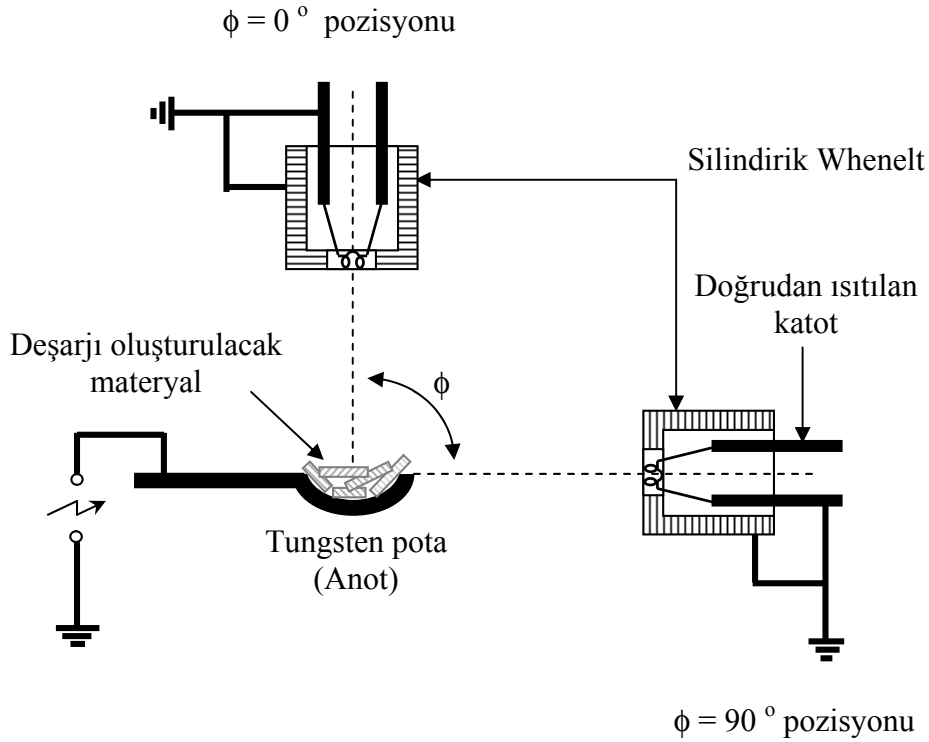 ϕ = 0 ° pozisyonu
Silindirik Whenelt
Doğrudan ısıtılan
katot
Deşarjı oluşturulacak
materyal
ϕ
Tungsten pota
(Anot)
ϕ = 90 ° pozisyonu